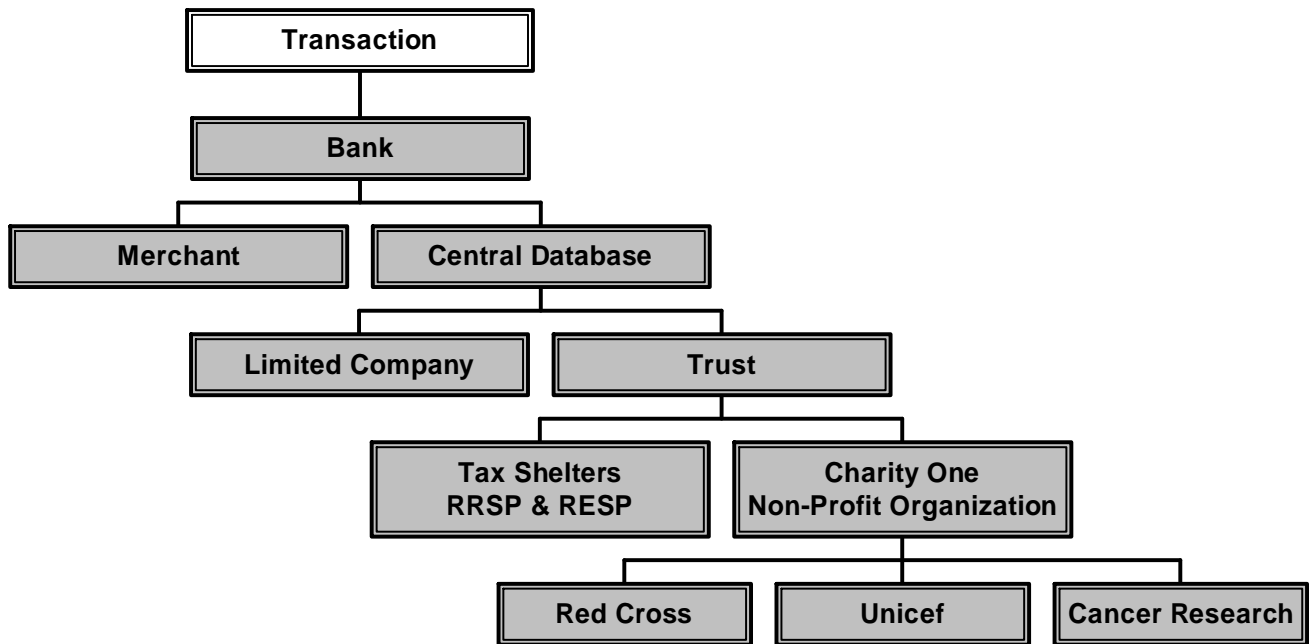 Transaction
Bank
Merchant
Central Database
Limited Company
Trust
Tax Shelters
RRSP & RESP
Charity One
Non-Profit Organization
Red Cross
Unicef
Cancer Research